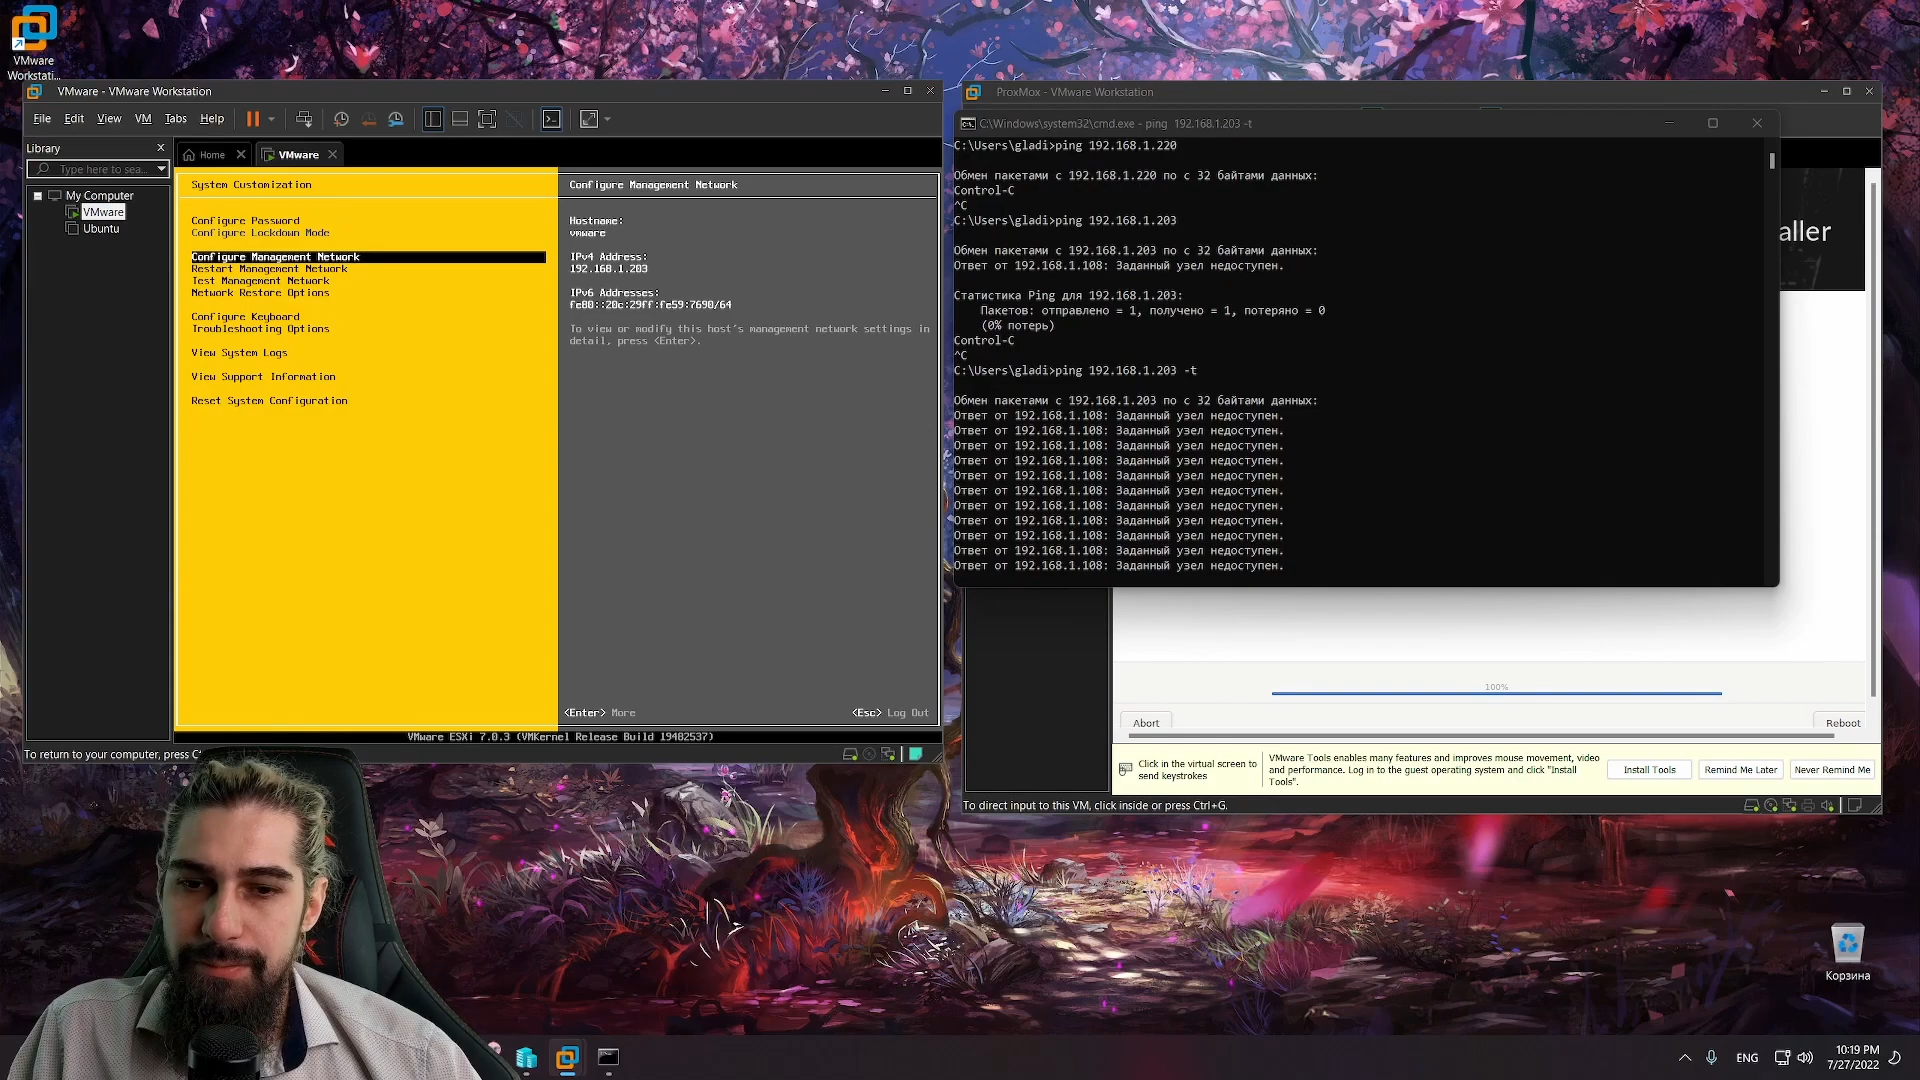 VMware
Workstati...
VMware - VMware Workstation
File Edit View VM Tabs Help
Library
Type here to sea...
My Computer
VMware
Ubuntu
Home
VMware
System Customization
Configure Password
Configure Lockdown Mode
Configure Management Network
Restart Management Network
Test Management Network
Network Restore Options
Configure Keyboard
Troubleshooting Options
View System Logs
View Support Information
Reset System Configuration
Configure Management Network
Hostname:
vmware
IPv4 Address:
192.168.1.203
IPv6 Addresses:
fe80::20c:29ff:fe59:7690/64
To view or modify this host's management network settings in
detail, press <Enter>.
<Enter> More
<Esc> Log Out
VMware ESXi 7.0.3 (VMKernel Release Build 19482537)
To return to your computer, press C
ProxMox - VMware Workstation
C:\Windows\system32\cmd.exe - ping 192.168.1.203 -t
C:\Users\gladi>ping 192.168.1.220
Обмен пакетами с 192.168.1.220 по с 32 байтами данных:
Control-C
^C
C:\Users\gladi>ping 192.168.1.203
Обмен пакетами с 192.168.1.203 по с 32 байтами данных:
Ответ от 192.168.1.108: Заданный узел недоступен.
Статистика Ping для 192.168.1.203:
Пакетов: отправлено = 1, получено = 1, потеряно = 0
(0% потерь)
Control-C
^C
C:\Users\gladi>ping 192.168.1.203 -t
Обмен пакетами с 192.168.1.203 по с 32 байтами данных:
Ответ от 192.168.1.108: Заданный узел недоступен.
Ответ от 192.168.1.108: Заданный узел недоступен.
Ответ от 192.168.1.108: Заданный узел недоступен.
Ответ от 192.168.1.108: Заданный узел недоступен.
Ответ от 192.168.1.108: Заданный узел недоступен.
Ответ от 192.168.1.108: Заданный узел недоступен.
Ответ от 192.168.1.108: Заданный узел недоступен.
Ответ от 192.168.1.108: Заданный узел недоступен.
Ответ от 192.168.1.108: Заданный узел недоступен.
Ответ от 192.168.1.108: Заданный узел недоступен.
Ответ от 192.168.1.108: Заданный узел недоступен.
aller
100%
Abort
Reboot
Click in the virtual screen to
send keystrokes
VMware Tools enables many features and improves mouse movement, video
and performance. Log in to the guest operating system and click "Install
Tools".
Install Tools
Remind Me Later
Never Remind Me
To direct input to this VM, click inside or press Ctrl+G.
Корзина
ENG
10:19 PM
7/27/2022